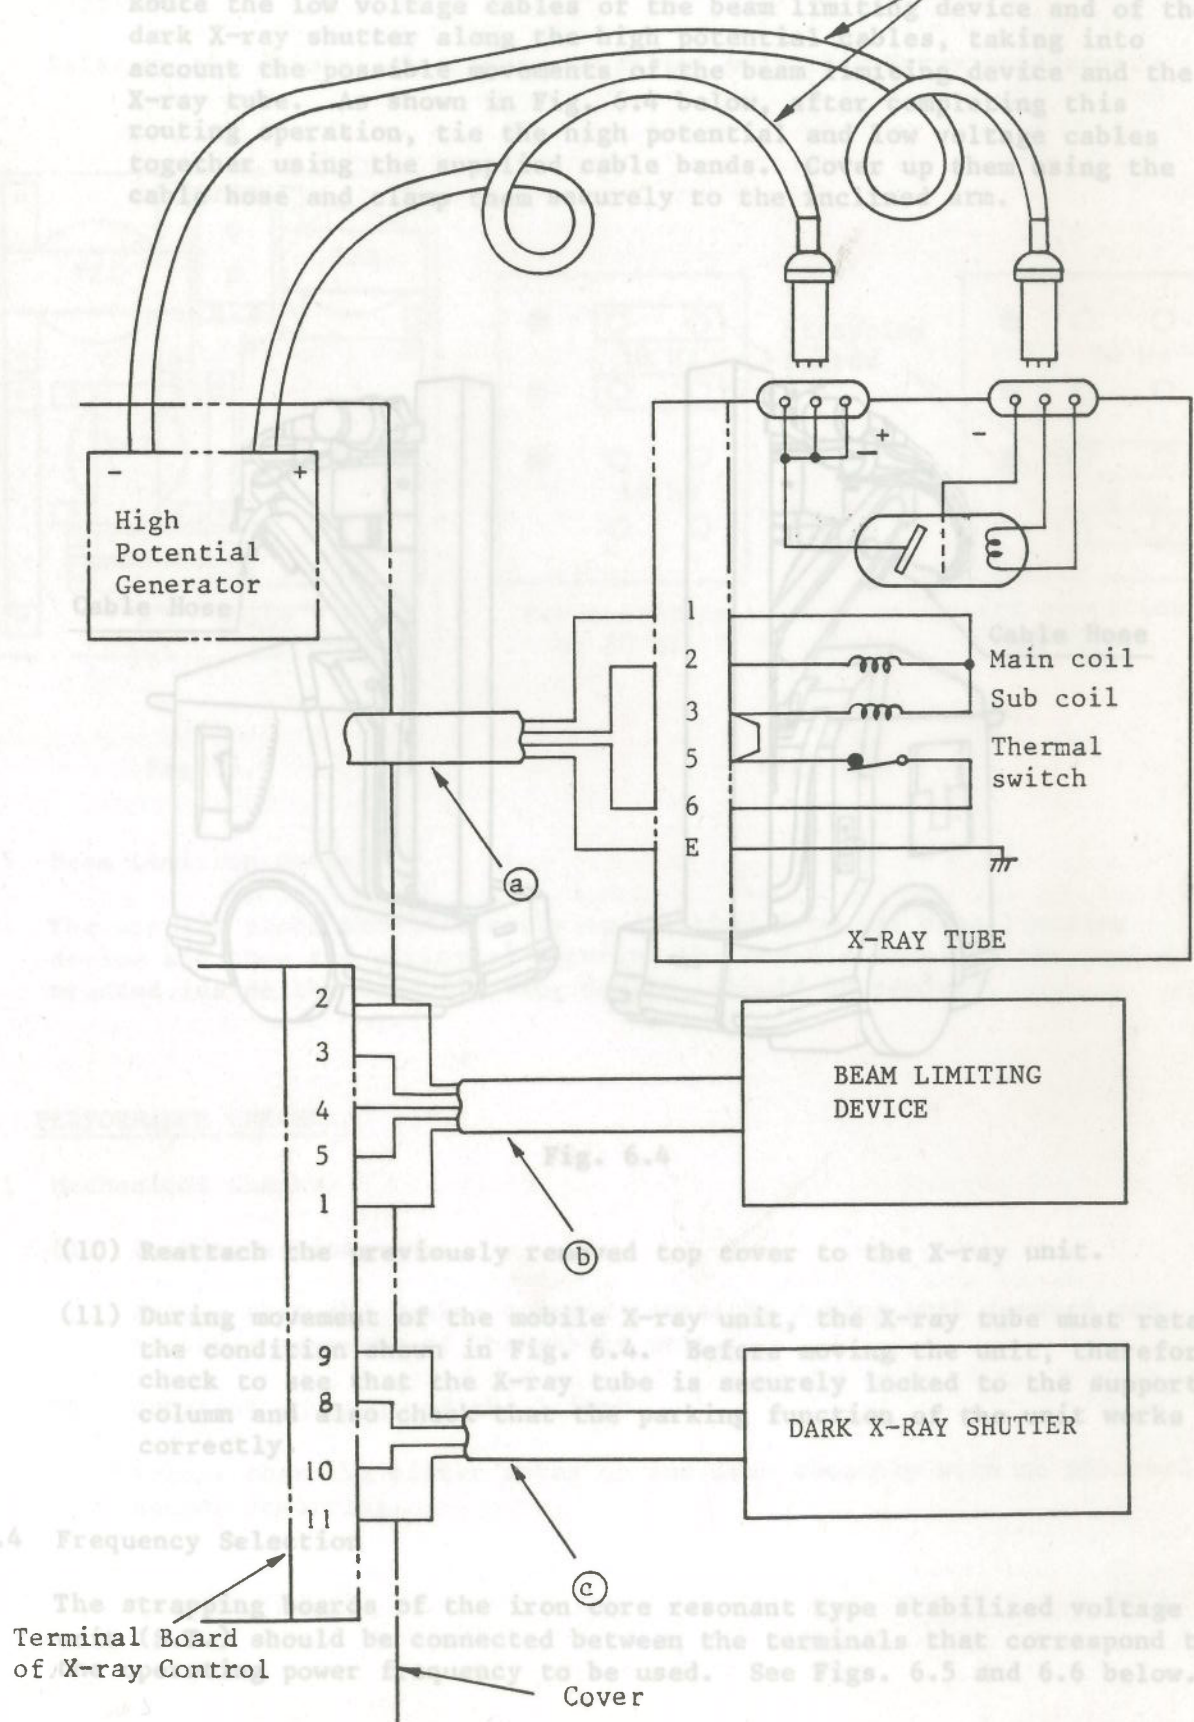 Route the low voltage cables of the beam limiting device and of th
dark X-ray shutter along the high potential cables, taking into
account the possible movements of the beam limiting device and the
X-ray tube. As shown in Fig. 6.4 below, after completing this
routing operation, tie the high potential and low voltage cables
together using the supplied cable bands. Cover up them using the
cable hose and clamp them securely to the inclined arm.
+
-
-
+
High
Potential
Generator
Cable Hose
Cable Hose
1
2
3
5
6
E
Main coil
Sub coil
Thermal
switch
a
X-RAY TUBE
2
3
4
5
1
BEAM LIMITING
DEVICE
b
Fig. 6.4
(10) Reattach the previously removed top cover to the X-ray unit.
(11) During movement of the mobile X-ray unit, the X-ray tube must reta
the condition shown in Fig. 6.4. Before moving the unit, therefor
check to see that the X-ray tube is securely locked to the support
column and also check that the parking function of the unit works
correctly.
9
8
10
11
DARK X-RAY SHUTTER
c
.4 Frequency Selection
The strapping boards of the iron core resonant type stabilized voltage
should be connected between the terminals that correspond t
the operating power frequency to be used. See Figs. 6.5 and 6.6 below.
Terminal Board
of X-ray Control
Cover